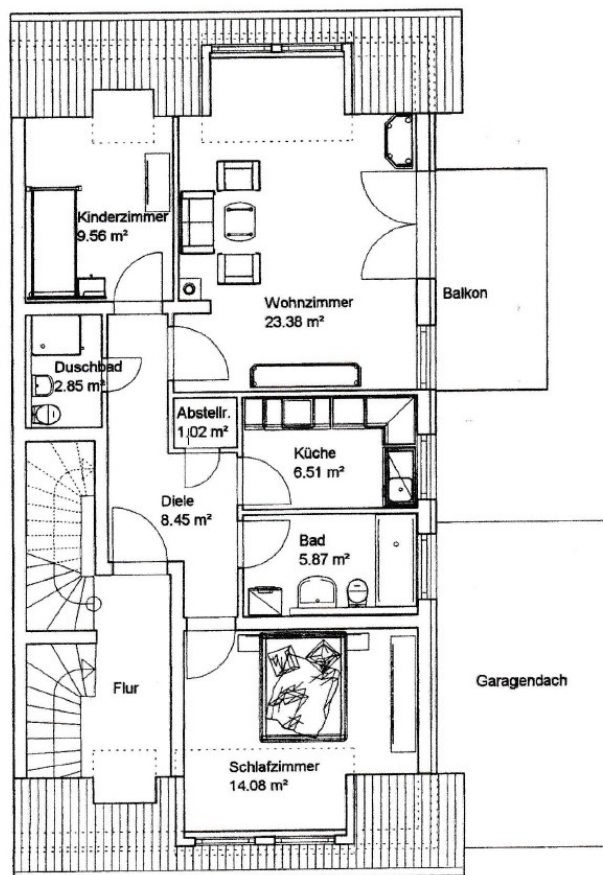 Kinderzimmer
9.56 m²
Wohnzimmer
23.38 m²
Balkon
Duschbad
2.85 m²
Abstellr.
1.02 m²
Küche
6.51 m²
Diele
8.45 m²
Bad
5.87 m²
Flur
Garagendach
Schlafzimmer
14.08 m²